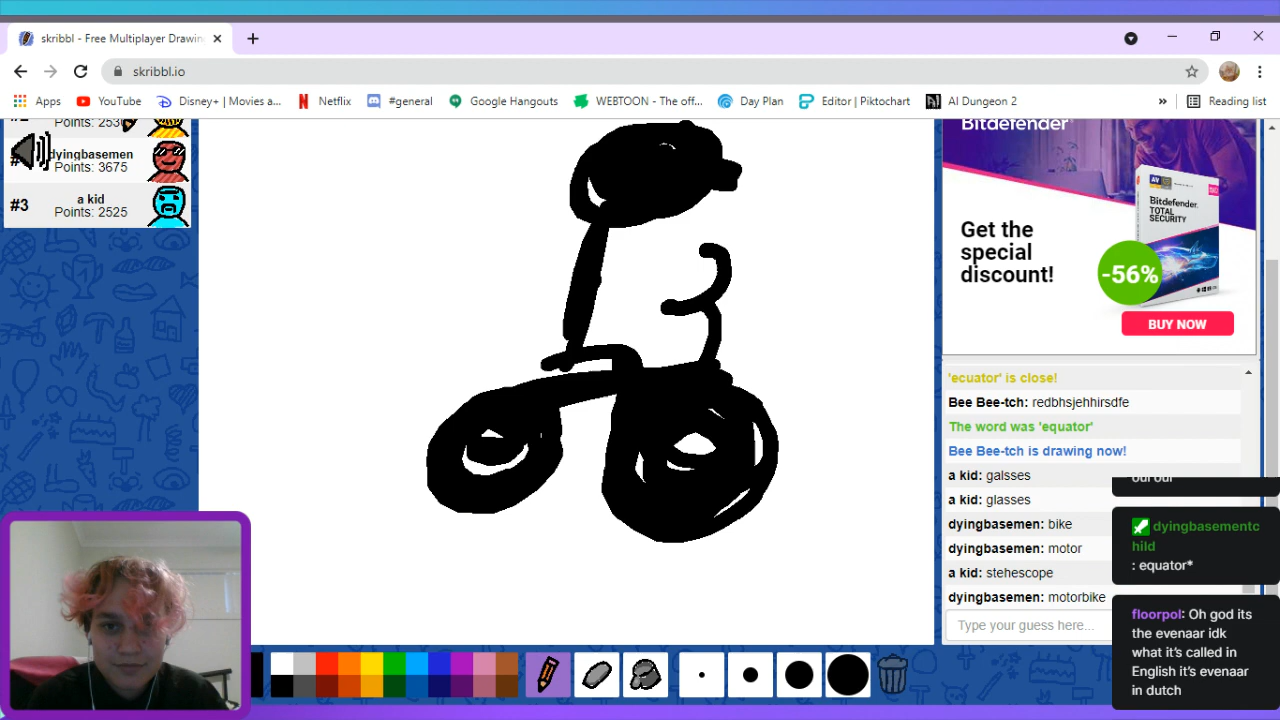 skribbl - Free Multiplayer Drawin
skribbl.io
Apps YouTube Disney+ | Movies a... Netflix #general Google Hangouts WEBTOON - The off... Day Plan Editor | Piktochart AI Dungeon 2 » Reading list
Points: 2530
dyingbasemen
Points: 3675
#3 a kid
Points: 2525
Bitdefender
Bitdefender
TOTAL
SECURITY
Get the
special
discount!
-56%
BUY NOW
'ecuator' is close!
Bee Bee-tch: redbhsjehhirsdfe
The word was 'equator'
Bee Bee-tch is drawing now!
a kid: galsses
a kid: glasses
dyingbasemen: bike
dyingbasemen: motor
a kid: stehescope
dyingbasemen: motorbike
Type your guess here...
dyingbasementc
hild
: equator*
floorpol: Oh god its
the evenaar idk
what it's called in
English it's evenaar
in dutch